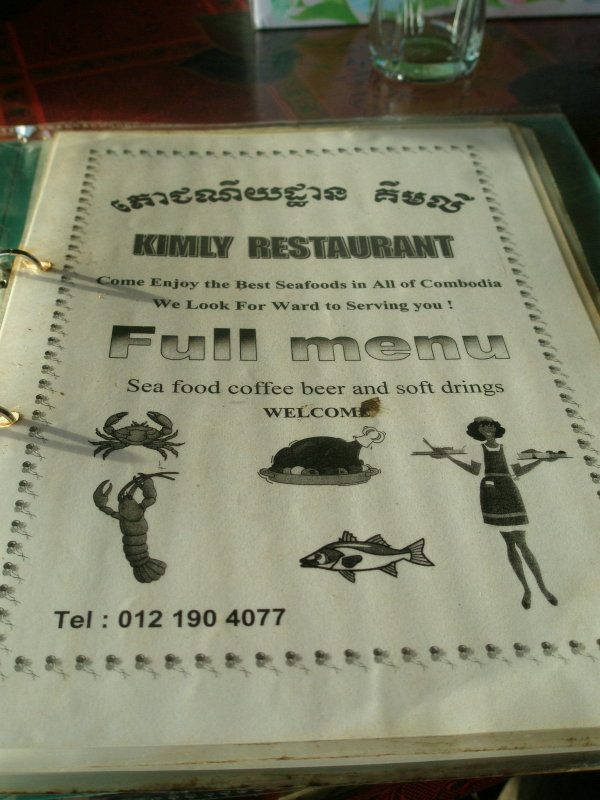 ភោជណីយដ្ឋាន គីមលី
KIMLY RESTAURANT
Come Enjoy the Best Seafoods in All of Combodia
We Look For Ward to Serving you !
Full menu
Sea food coffee beer and soft drings
WELCOME
Tel : 012 190 4077